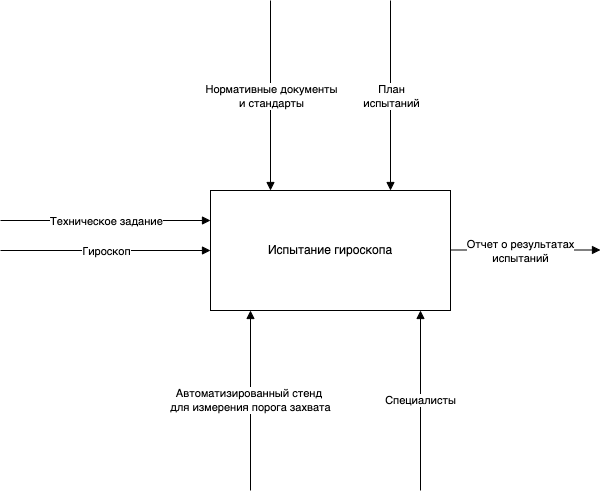 Нормативные документы
и стандарты
План
испытаний
Техническое задание
Гироскоп
Испытание гироскопа
Отчет о результатах
испытаний
Автоматизированный стенд
для измерения порога захвата
Специалисты